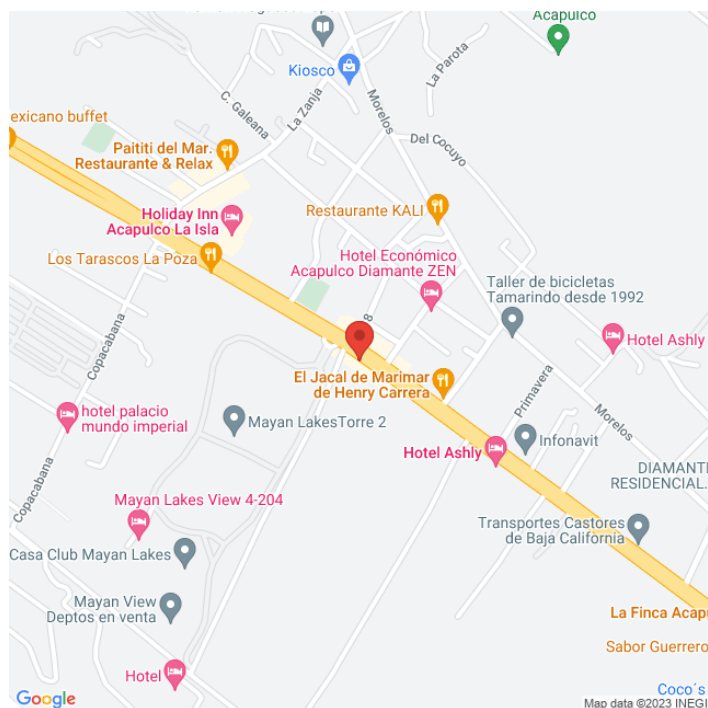 Acapulco
La Parota
Kiosco
Morelos
La Zanja
C. Galeana
exicano buffet
Paititi del Mar.
Restaurante & Relax
Del Cocuyo
Restaurante KALI
Holiday Inn
Acapulco La Isla
Los Tarascos La Poza
Hotel Económico
Acapulco Diamante ZEN
Taller de bicicletas
Tamarindo desde 1992
8
Hotel Ashly
Copacabana
El Jacal de Marimar
de Henry Carrera
Primavera
hotel palacio
mundo imperial
Mayan LakesTorre 2
Morelos
Infonavit
Hotel Ashly
DIAMANT
RESIDENCIAL.
Copacabana
Mayan Lakes View 4-204
Transportes Castores
de Baja California
Casa Club Mayan Lakes
Mayan View
Deptos en venta
La Finca Acap
Sabor Guerrero
Hotel
Coco´s
Google
Map data ©2023 INEGI